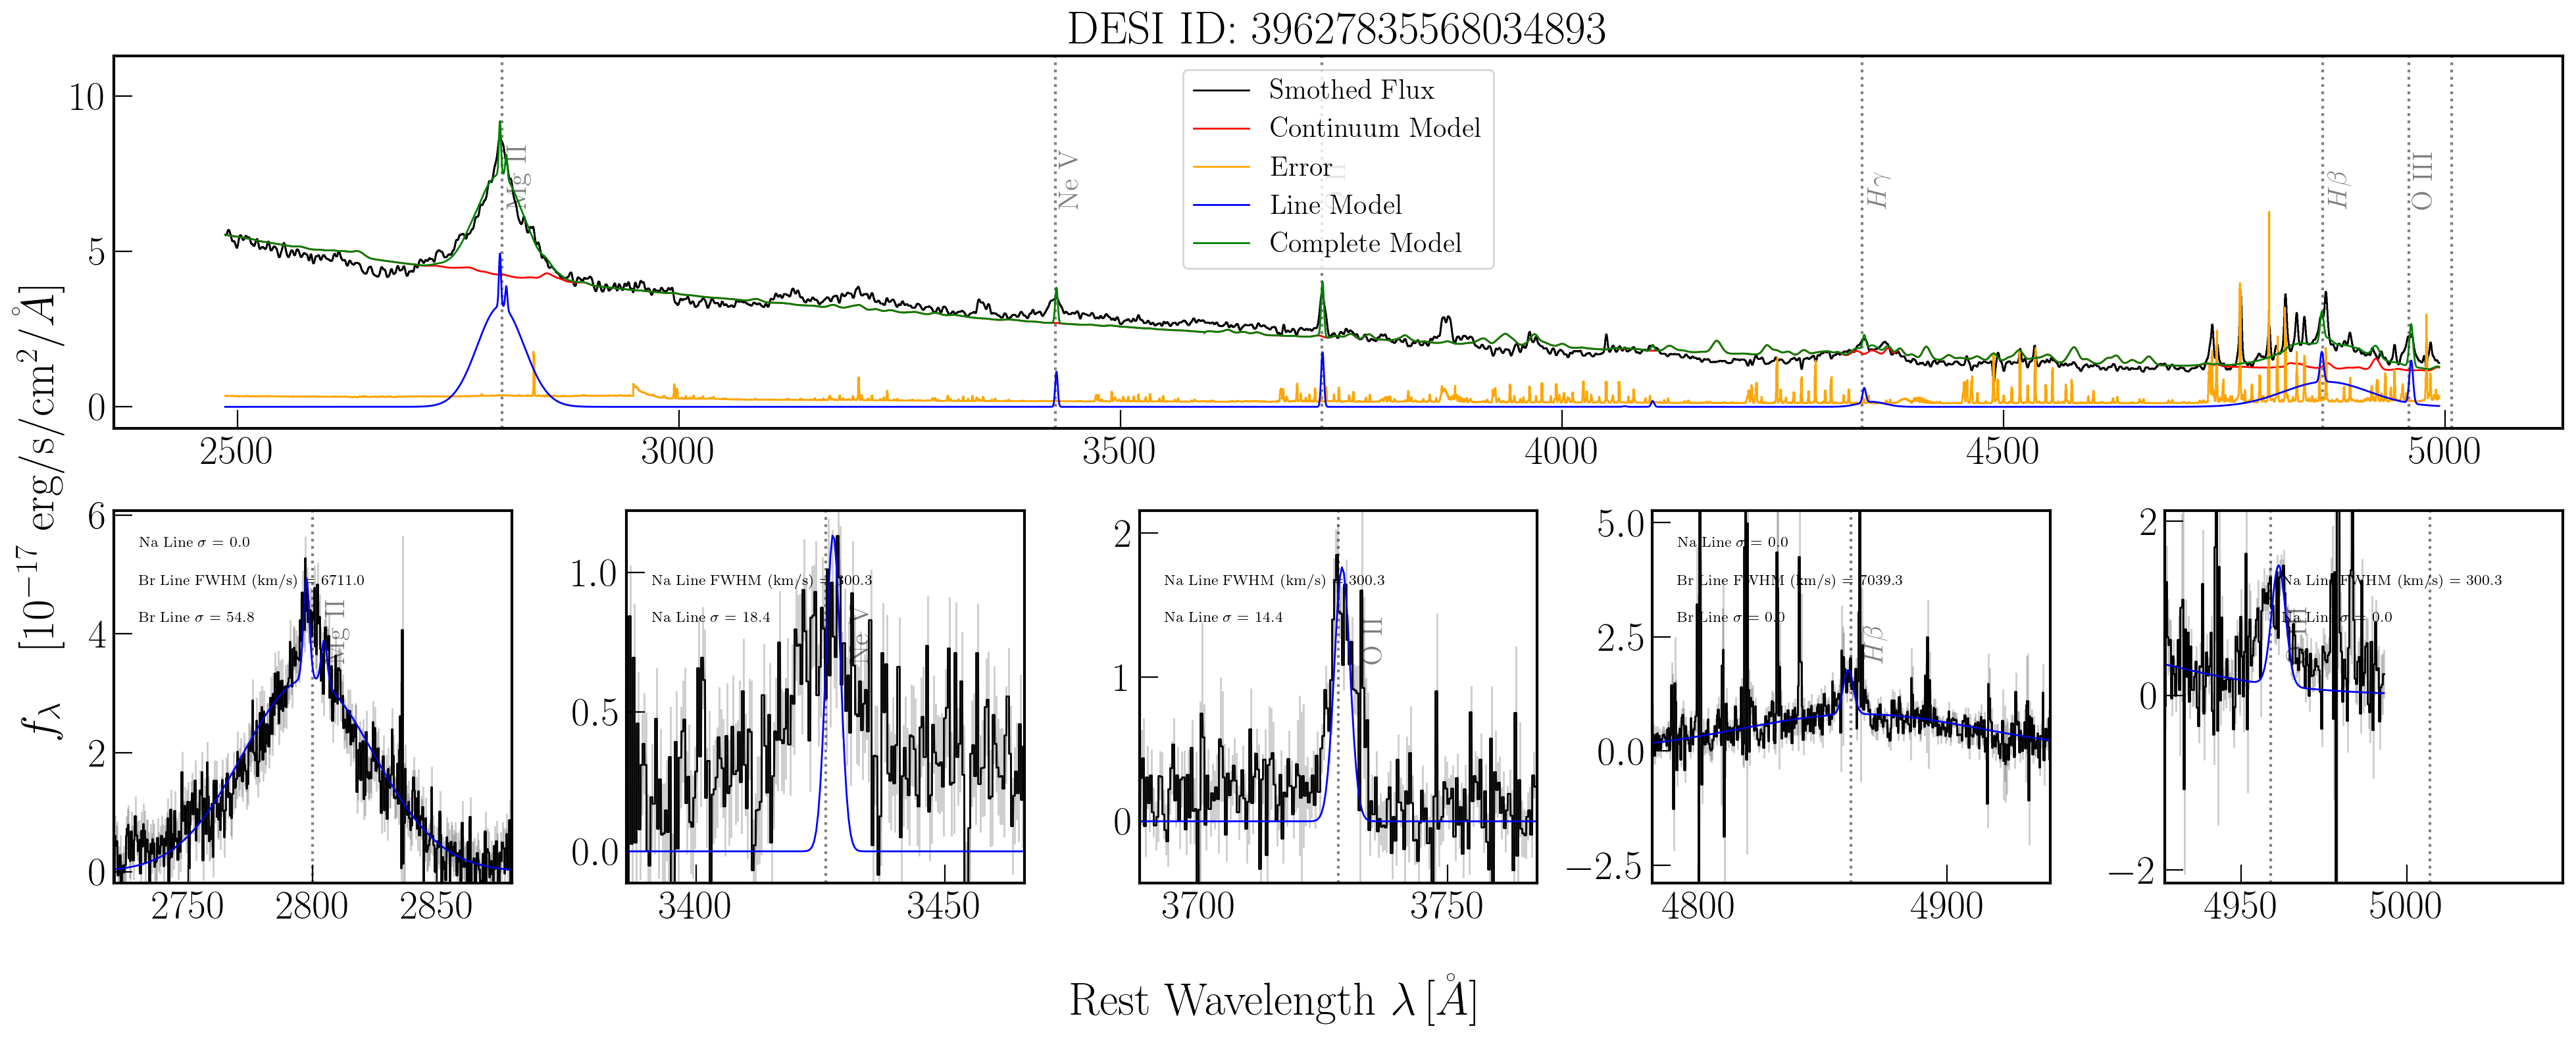 DESI ID: 39627835568034893
10
5
0
Smothed Flux
Continuum Model
Error
Line Model
Complete Model
Mg II
Ne V
Hγ
Hβ
O III
2500 3000 3500 4000 4500 5000
f_λ [10^{-17} erg/s/cm^2/Å]
6
4
2
0
Na Line σ = 0.0
Br Line FWHM (km/s) = 6711.0
Br Line σ = 54.8
Mg II
2750 2800 2850
1.0
0.5
0.0
Na Line FWHM (km/s) = 300.3
Na Line σ = 18.4
Ne V
3400 3450
2
1
0
Na Line FWHM (km/s) = 300.3
Na Line σ = 14.4
O II
3700 3750
5.0
2.5
0.0
−2.5
Na Line σ = 0.0
Br Line FWHM (km/s) = 7039.3
Br Line σ = 0.0
Hβ
4800 4900
2
0
−2
Na Line FWHM (km/s) = 300.3
Na Line σ = 0.0
4950 5000
Rest Wavelength λ [Å]